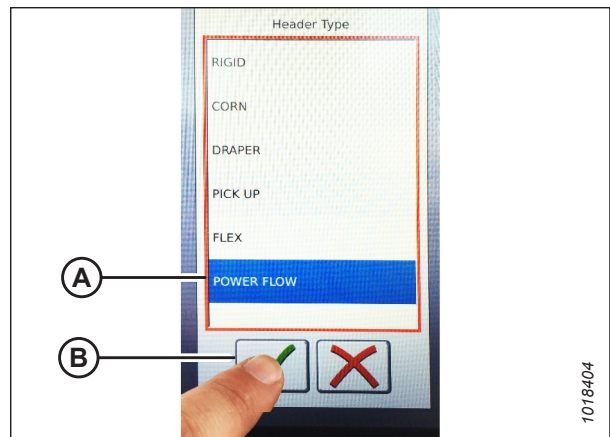 Header Type
RIGID
CORN
DRAPER
PICK UP
FLEX
A
POWER FLOW
B
1018404